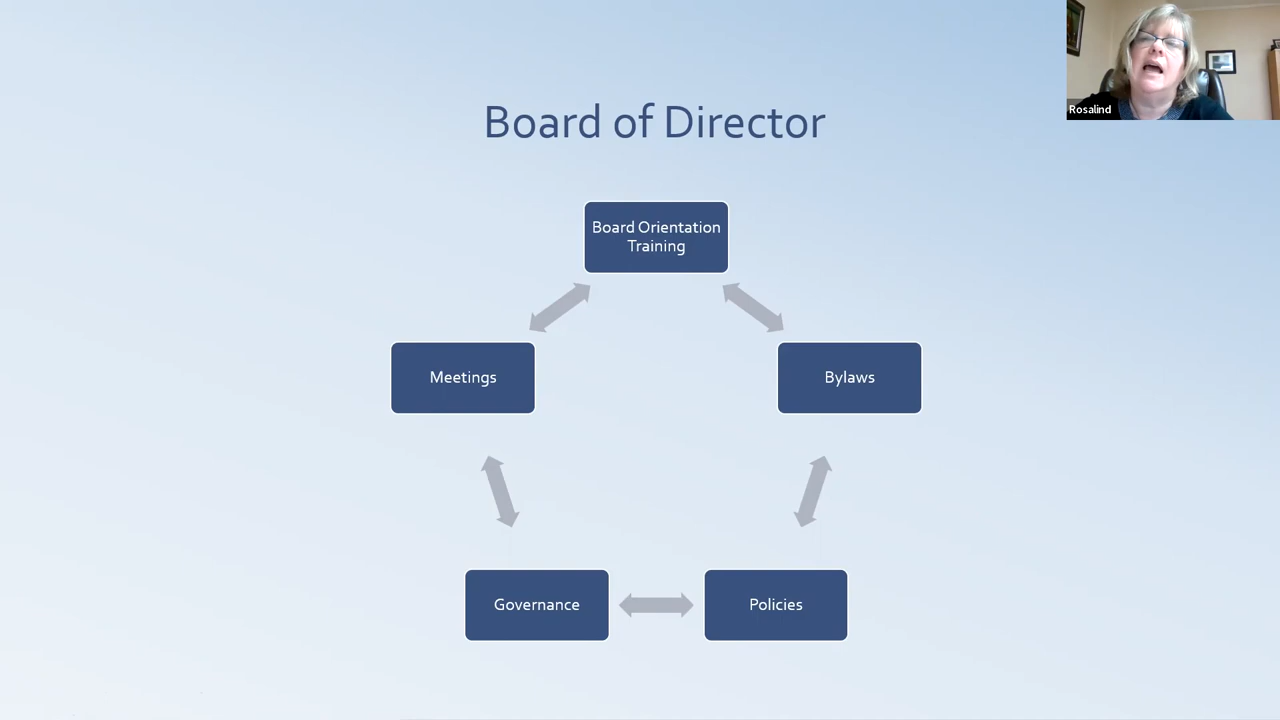 Board of Director
Rosalind
Board Orientation
Training
Meetings
Bylaws
Governance
Policies